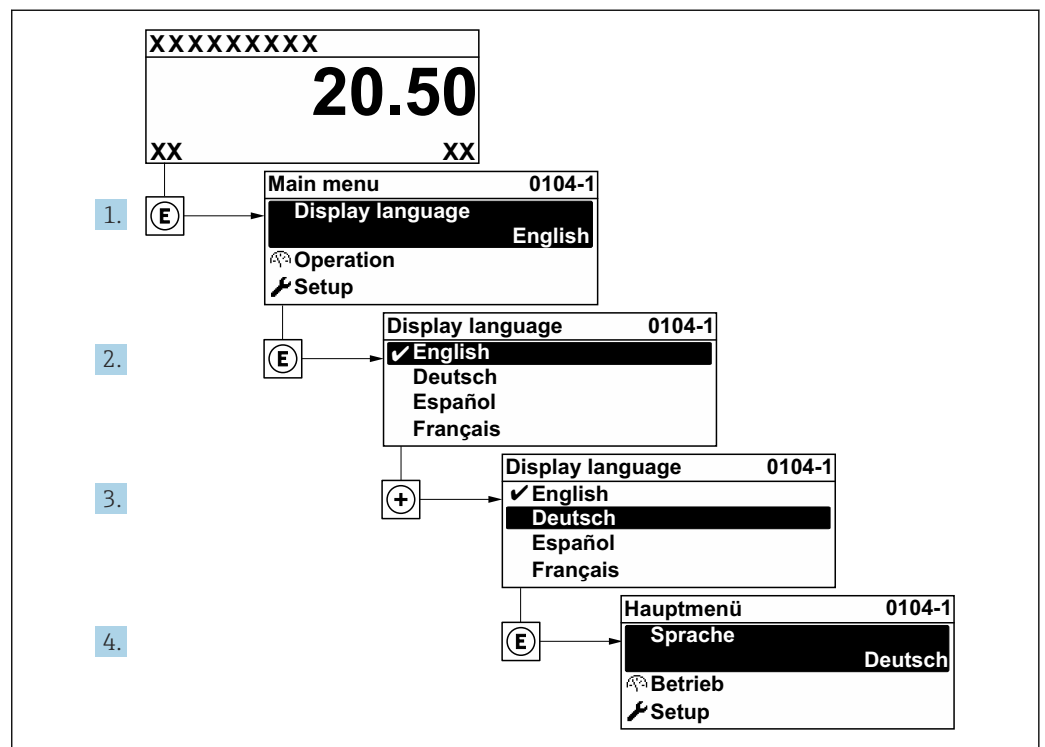 XXXXXXXXX
20.50
XX XX
1.
E
Main menu 0104-1
Display language
English
Operation
Setup
2.
E
Display language 0104-1
✔English
Deutsch
Español
Français
3.
+
Display language 0104-1
✔English
Deutsch
Español
Français
4.
E
Hauptmenü 0104-1
Sprache
Deutsch
Betrieb
Setup